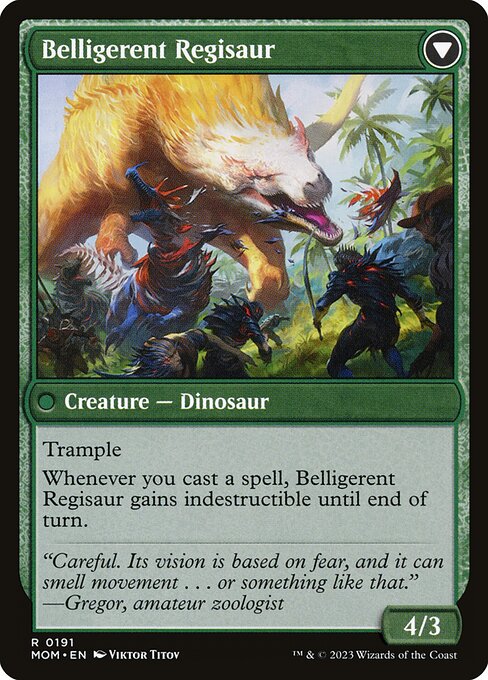 Belligerent Regisaur
Creature — Dinosaur
Trample
Whenever you cast a spell, Belligerent
Regisaur gains indestructible until end of
turn.
“Careful. Its vision is based on fear, and it can
smell movement . . . or something like that.”
—Gregor, amateur zoologist
4/3
R 0191
MOM • EN Viktor Titov
™ & © 2023 Wizards of the Coast